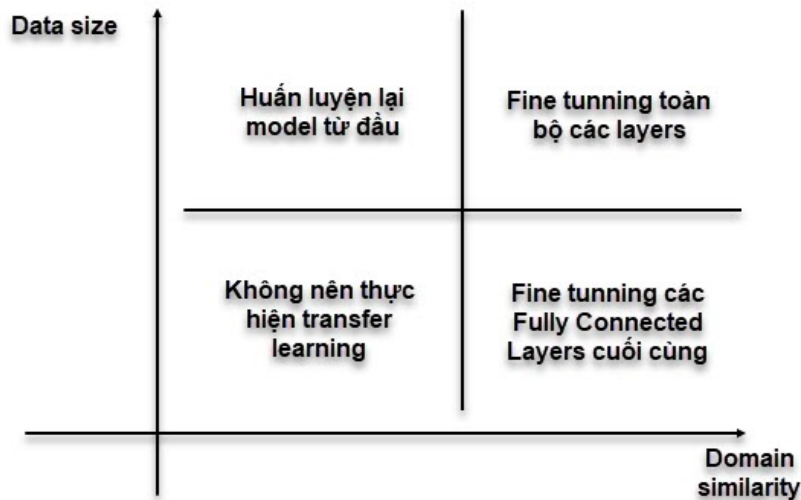 Data size
Huấn luyện lại
model từ đầu
Fine tunning toàn
bộ các layers
Không nên thực
hiện transfer
learning
Fine tunning các
Fully Connected
Layers cuối cùng
Domain
similarity